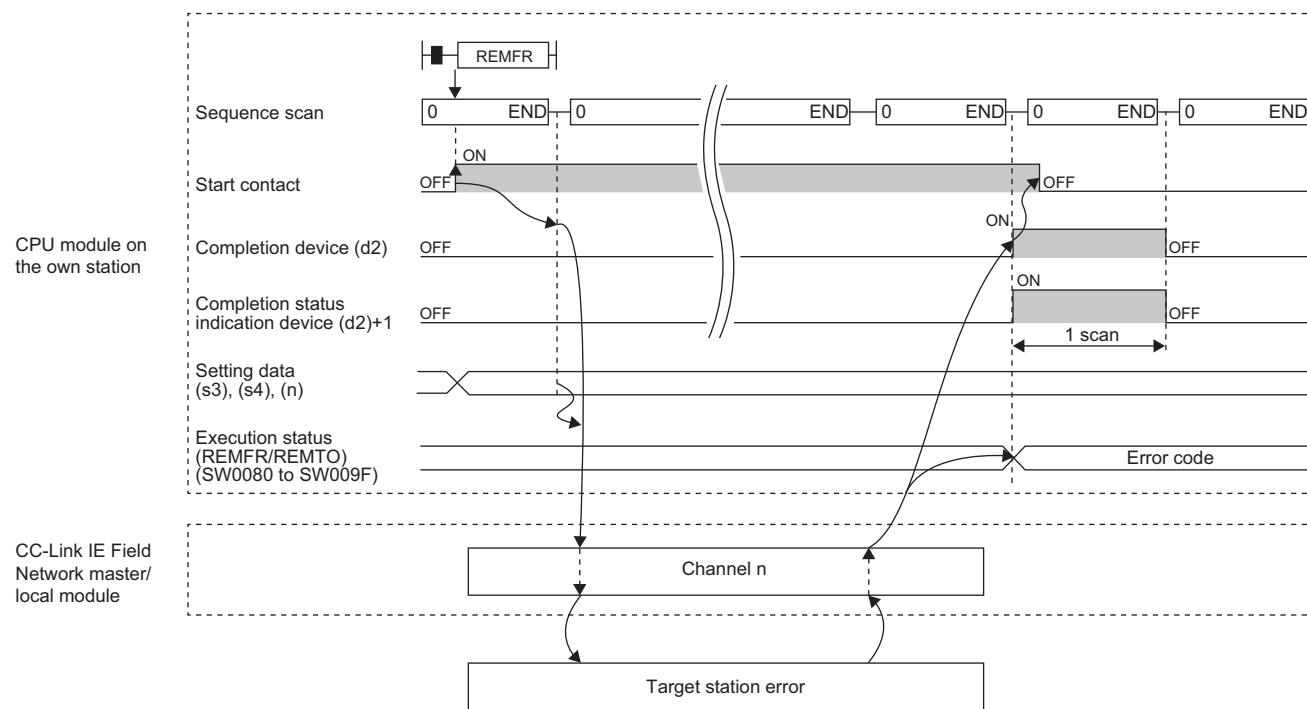 REMFR
Sequence scan
0 END 0 END 0 END 0 END 0 END
ON
Start contact
OFF
OFF
CPU module on
the own station
ON
Completion device (d2)
OFF
OFF
ON
Completion status
indication device (d2)+1
OFF
OFF
1 scan
Setting data
(s3), (s4), (n)
Execution status
(REMFR/REMTO)
(SW0080 to SW009F)
Error code
CC-Link IE Field
Network master/
local module
Channel n
Target station error